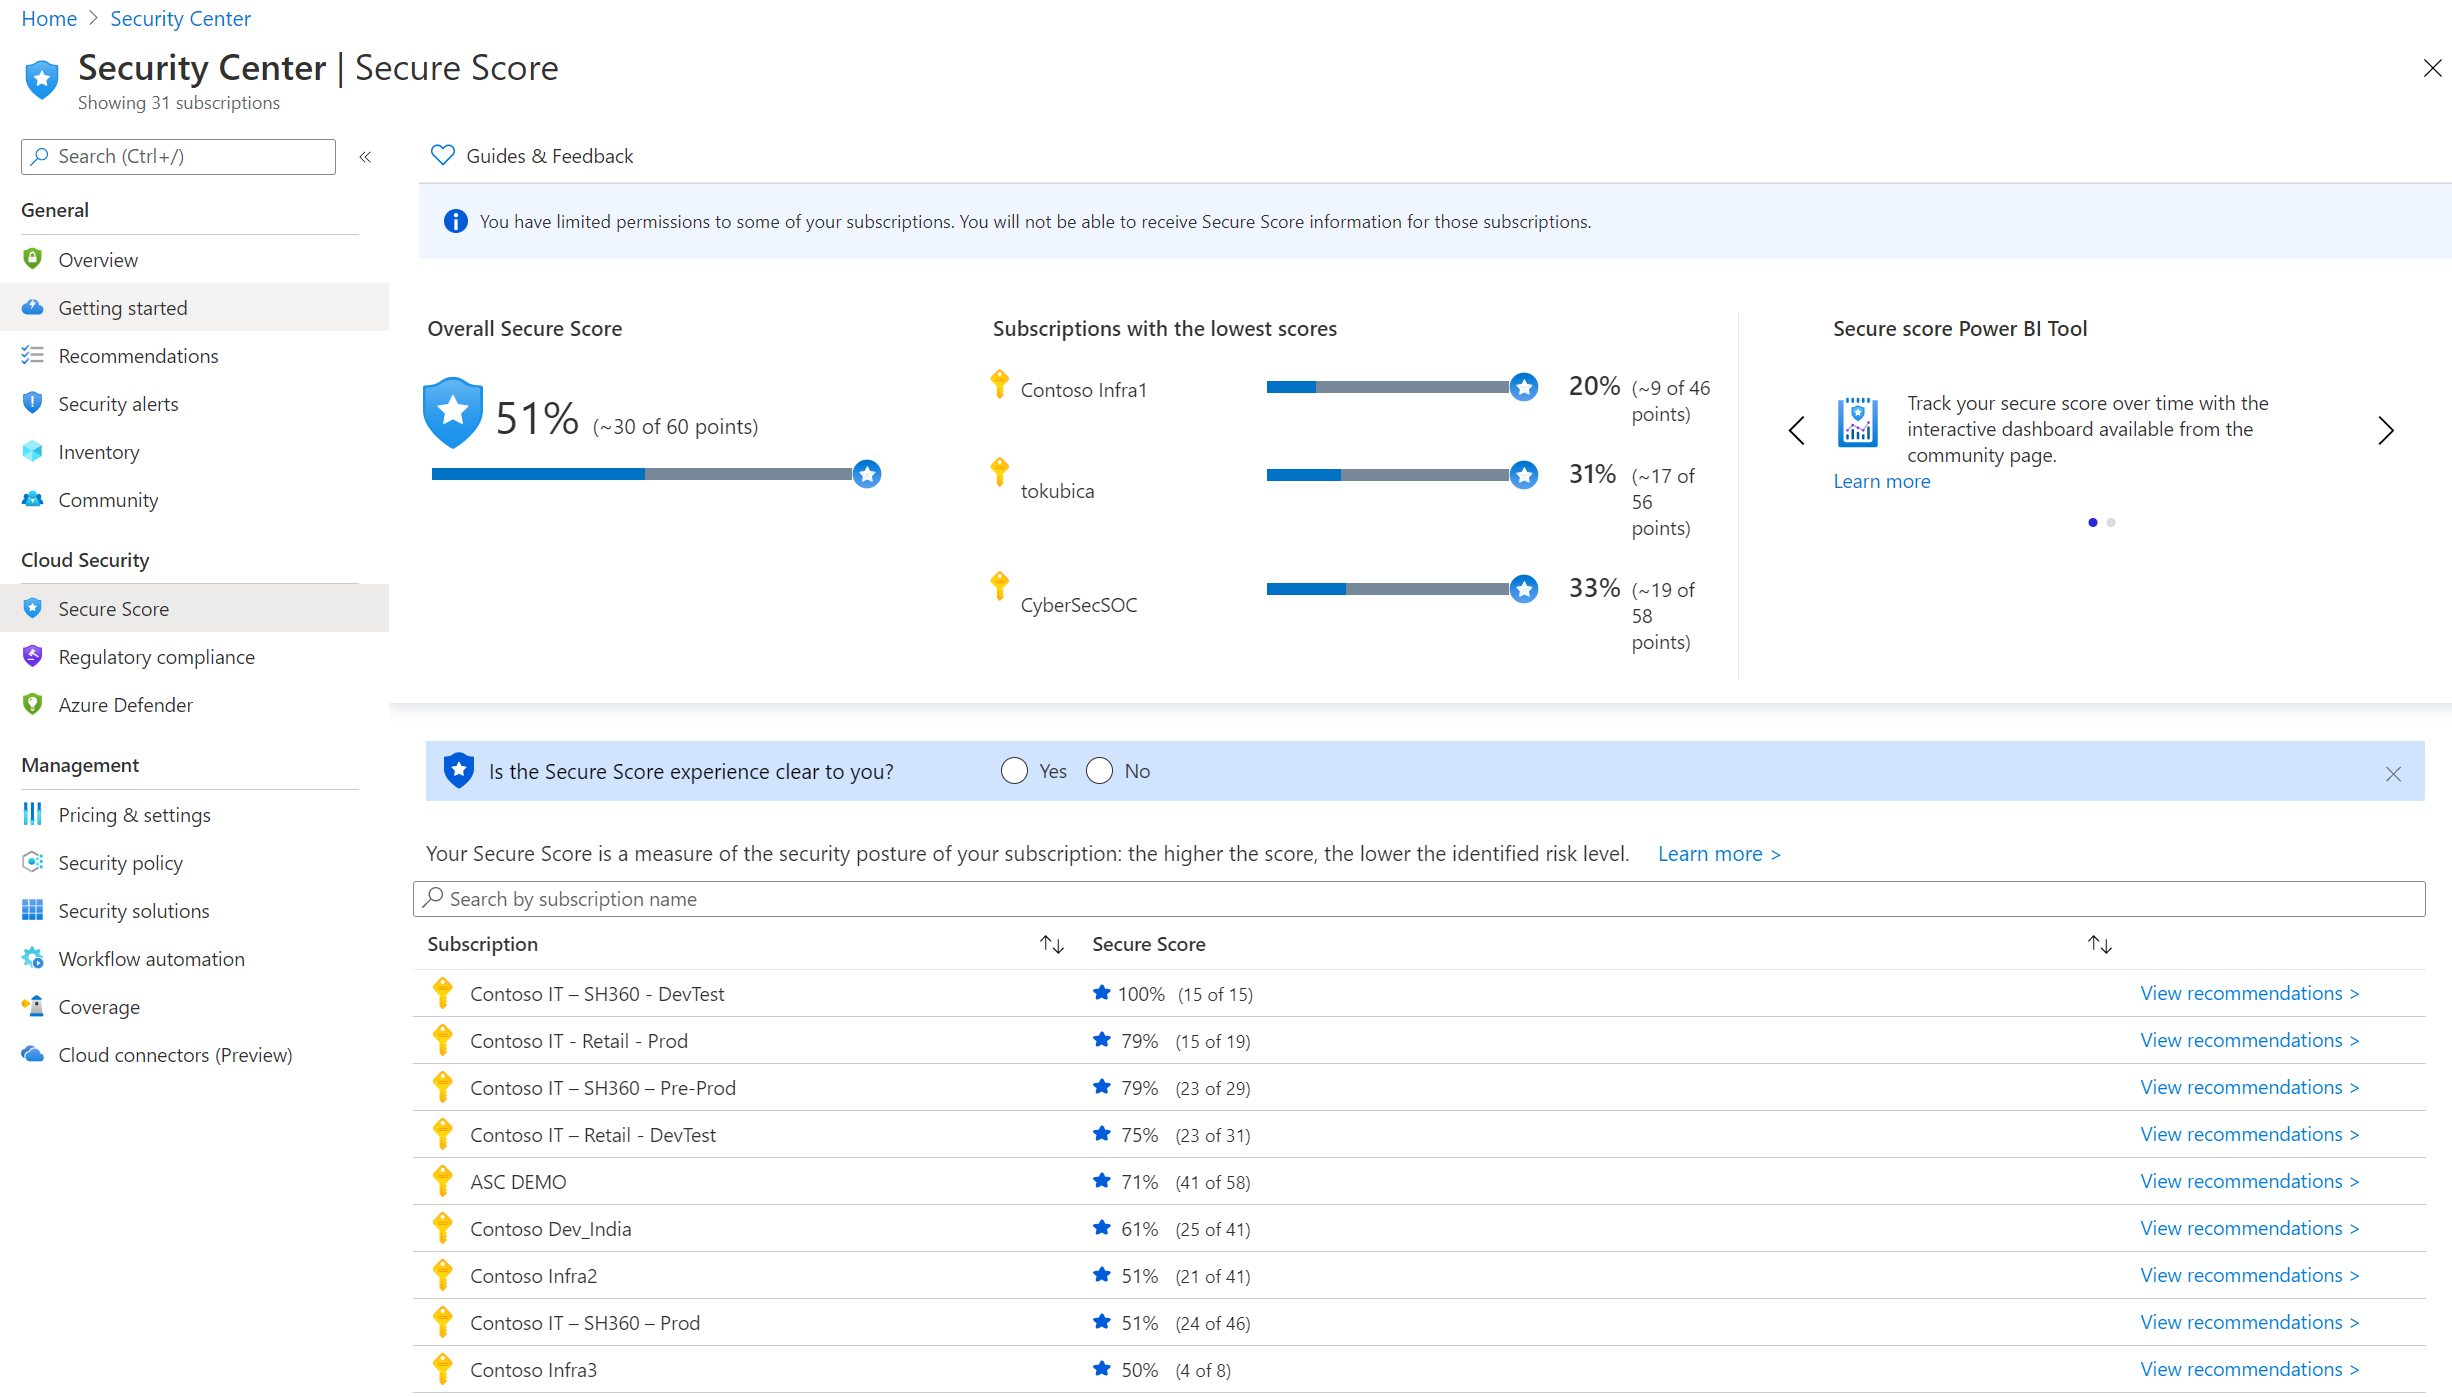 Home > Security Center
Security Center | Secure Score
Showing 31 subscriptions
Search (Ctrl+/)
«
General
Overview
Getting started
Recommendations
Security alerts
Inventory
Community
Cloud Security
Secure Score
Regulatory compliance
Azure Defender
Management
Pricing & settings
Security policy
Security solutions
Workflow automation
Coverage
Cloud connectors (Preview)
Guides & Feedback
You have limited permissions to some of your subscriptions. You will not be able to receive Secure Score information for those subscriptions.
Overall Secure Score
51% (~30 of 60 points)
Subscriptions with the lowest scores
Contoso Infra1
20% (~9 of 46
points)
tokubica
31% (~17 of
56
points)
CyberSecSOC
33% (~19 of
58
points)
Secure score Power BI Tool
Track your secure score over time with the
interactive dashboard available from the
community page.
Learn more
Is the Secure Score experience clear to you? Yes No
Your Secure Score is a measure of the security posture of your subscription: the higher the score, the lower the identified risk level. Learn more >
Search by subscription name
Subscription Secure Score
Contoso IT – SH360 - DevTest 100% (15 of 15) View recommendations >
Contoso IT - Retail - Prod 79% (15 of 19) View recommendations >
Contoso IT – SH360 – Pre-Prod 79% (23 of 29) View recommendations >
Contoso IT – Retail - DevTest 75% (23 of 31) View recommendations >
ASC DEMO 71% (41 of 58) View recommendations >
Contoso Dev_India 61% (25 of 41) View recommendations >
Contoso Infra2 51% (21 of 41) View recommendations >
Contoso IT – SH360 – Prod 51% (24 of 46) View recommendations >
Contoso Infra3 50% (4 of 8) View recommendations >